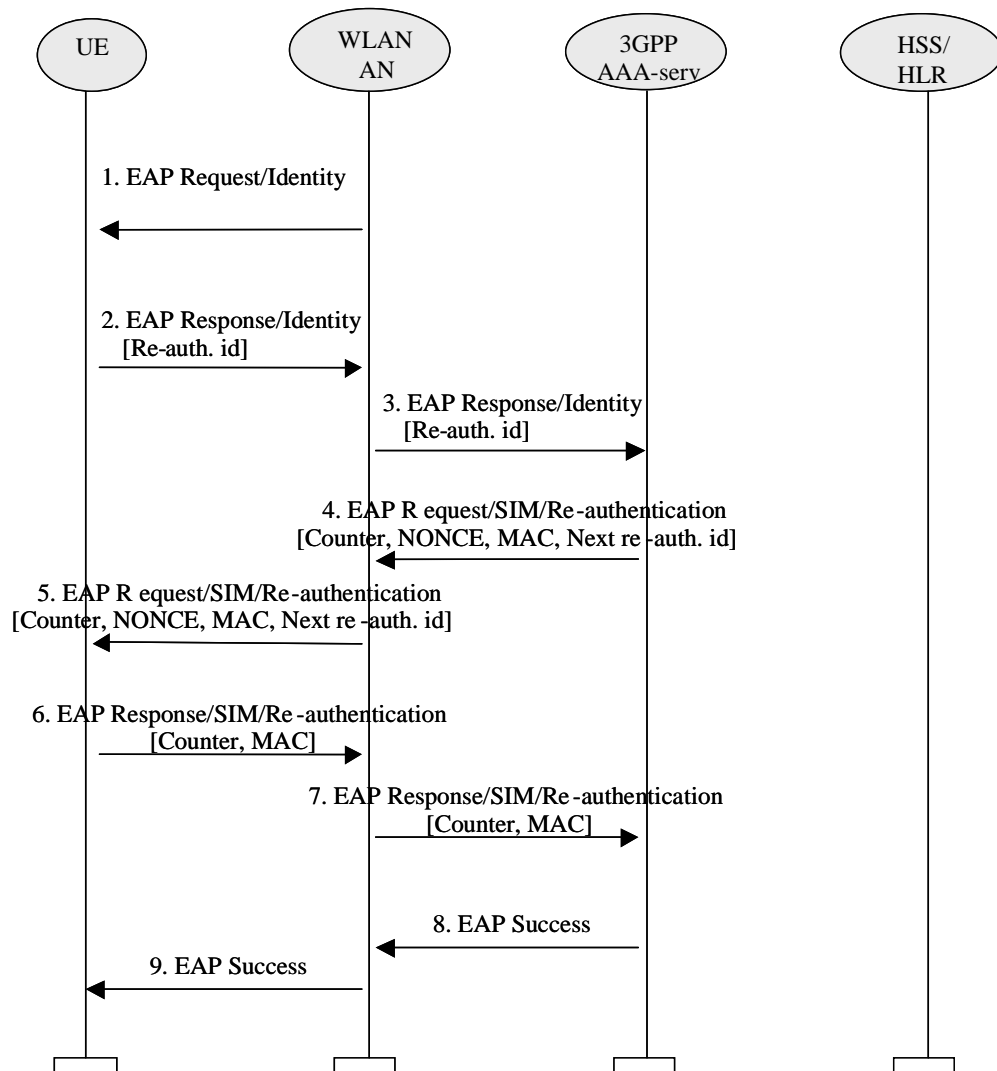 UE
WLAN
AN
3GPP
AAA-serv
HSS/
HLR
1. EAP Request/Identity
2. EAP Response/Identity
[Re-auth. id]
3. EAP Response/Identity
[Re-auth. id]
4. EAP R equest/SIM/Re-authentication
[Counter, NONCE, MAC, Next re-auth. id]
5. EAP R equest/SIM/Re-authentication
[Counter, NONCE, MAC, Next re-auth. id]
6. EAP Response/SIM/Re-authentication
[Counter, MAC]
7. EAP Response/SIM/Re-authentication
[Counter, MAC]
8. EAP Success
9. EAP Success